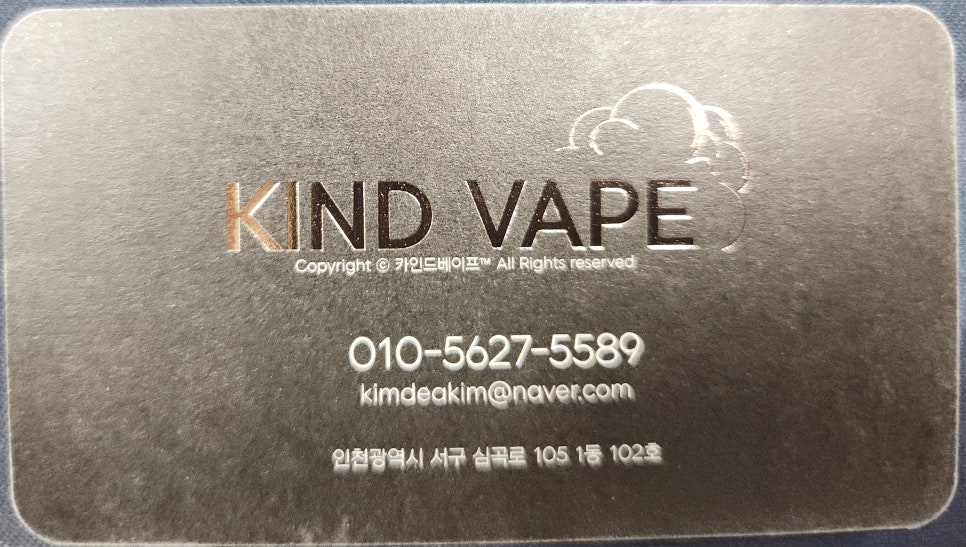 KIND VAPE
Copyright © 카인드베이프™ All Rights reserved
010-5627-5589
kimdeakim@naver.com
인천광역시 서구 심곡로 105 1동 102호